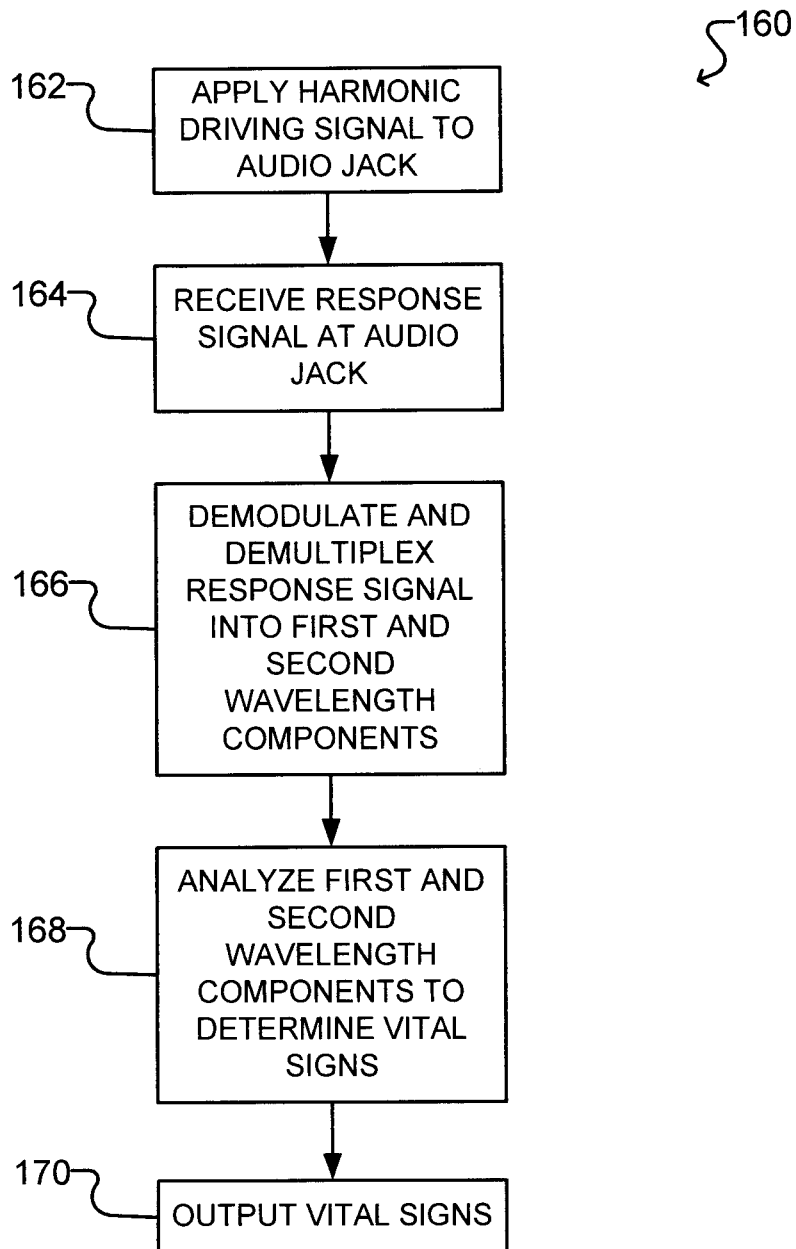 160
162
APPLY HARMONIC
DRIVING SIGNAL TO
AUDIO JACK
164
RECEIVE RESPONSE
SIGNAL AT AUDIO
JACK
166
DEMODULATE AND
DEMULTIPLEX
RESPONSE SIGNAL
INTO FIRST AND
SECOND
WAVELENGTH
COMPONENTS
168
ANALYZE FIRST AND
SECOND
WAVELENGTH
COMPONENTS TO
DETERMINE VITAL
SIGNS
170
OUTPUT VITAL SIGNS